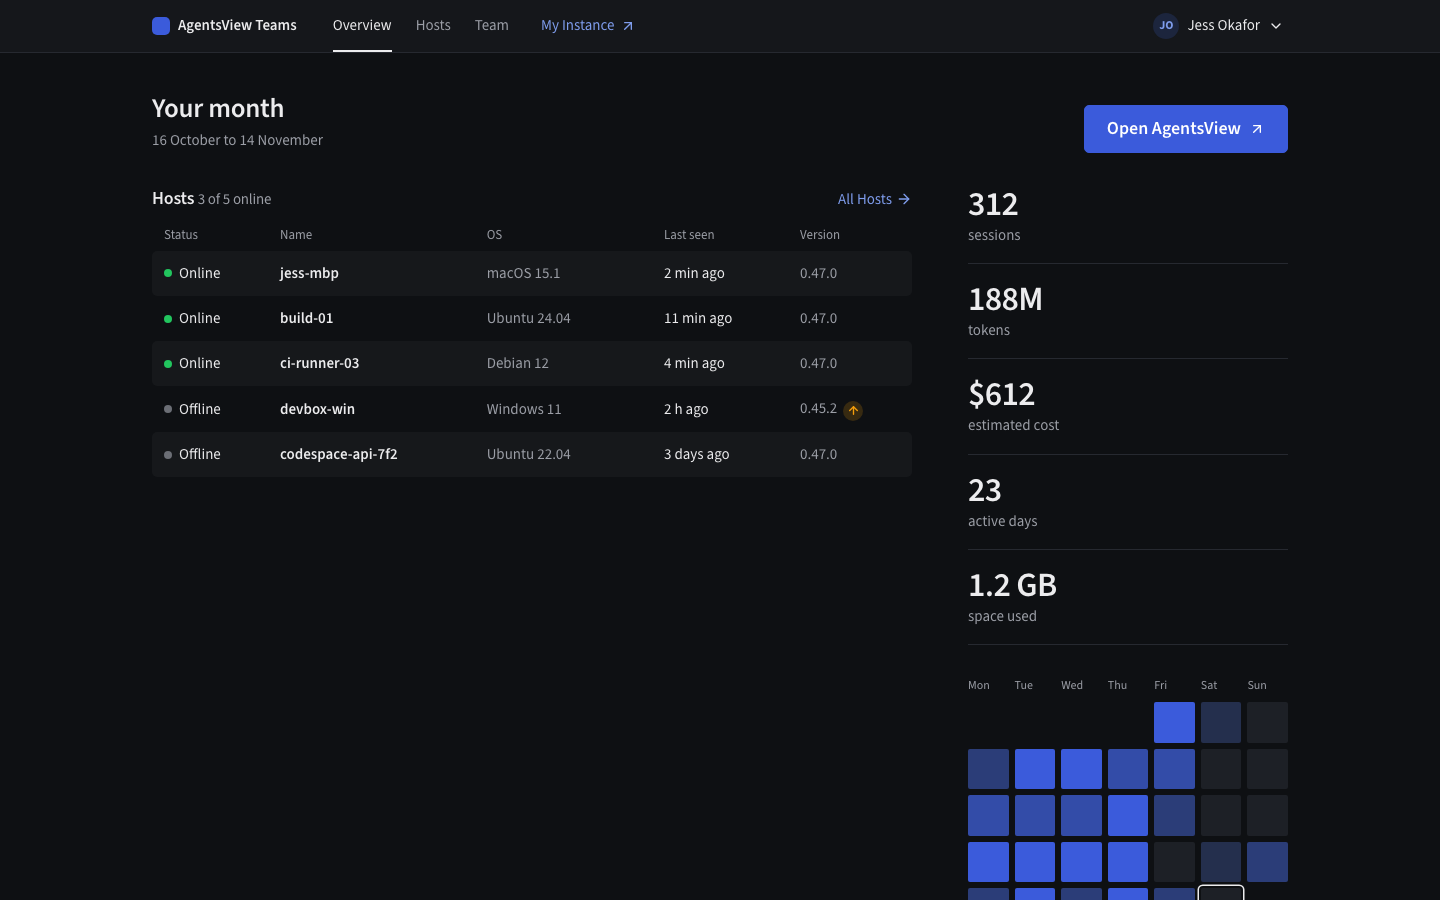 AgentsView Teams Overview Hosts Team My Instance JO Jess Okafor
Your month
16 October to 14 November
Open AgentsView
Hosts 3 of 5 online All Hosts
Status Name OS Last seen Version
Online jess-mbp macOS 15.1 2 min ago 0.47.0
Online build-01 Ubuntu 24.04 11 min ago 0.47.0
Online ci-runner-03 Debian 12 4 min ago 0.47.0
Offline devbox-win Windows 11 2 h ago 0.45.2
Offline codespace-api-7f2 Ubuntu 22.04 3 days ago 0.47.0
312
sessions
188M
tokens
$612
estimated cost
23
active days
1.2 GB
space used
Mon Tue Wed Thu Fri Sat Sun